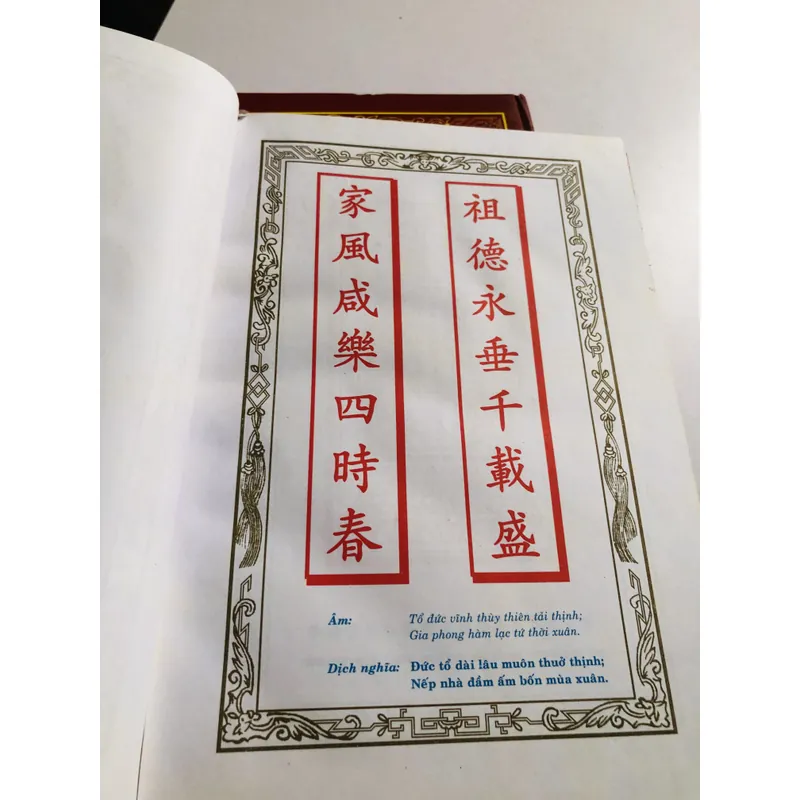 祖德永垂千載盛
家風咸樂四時春
Âm: Tổ đức vĩnh thùy thiên tải thịnh;
Gia phong hàm lạc tứ thời xuân.
Dịch nghĩa: Đức tổ dài lâu muôn thuở thịnh;
Nếp nhà đầm ấm bốn mùa xuân.